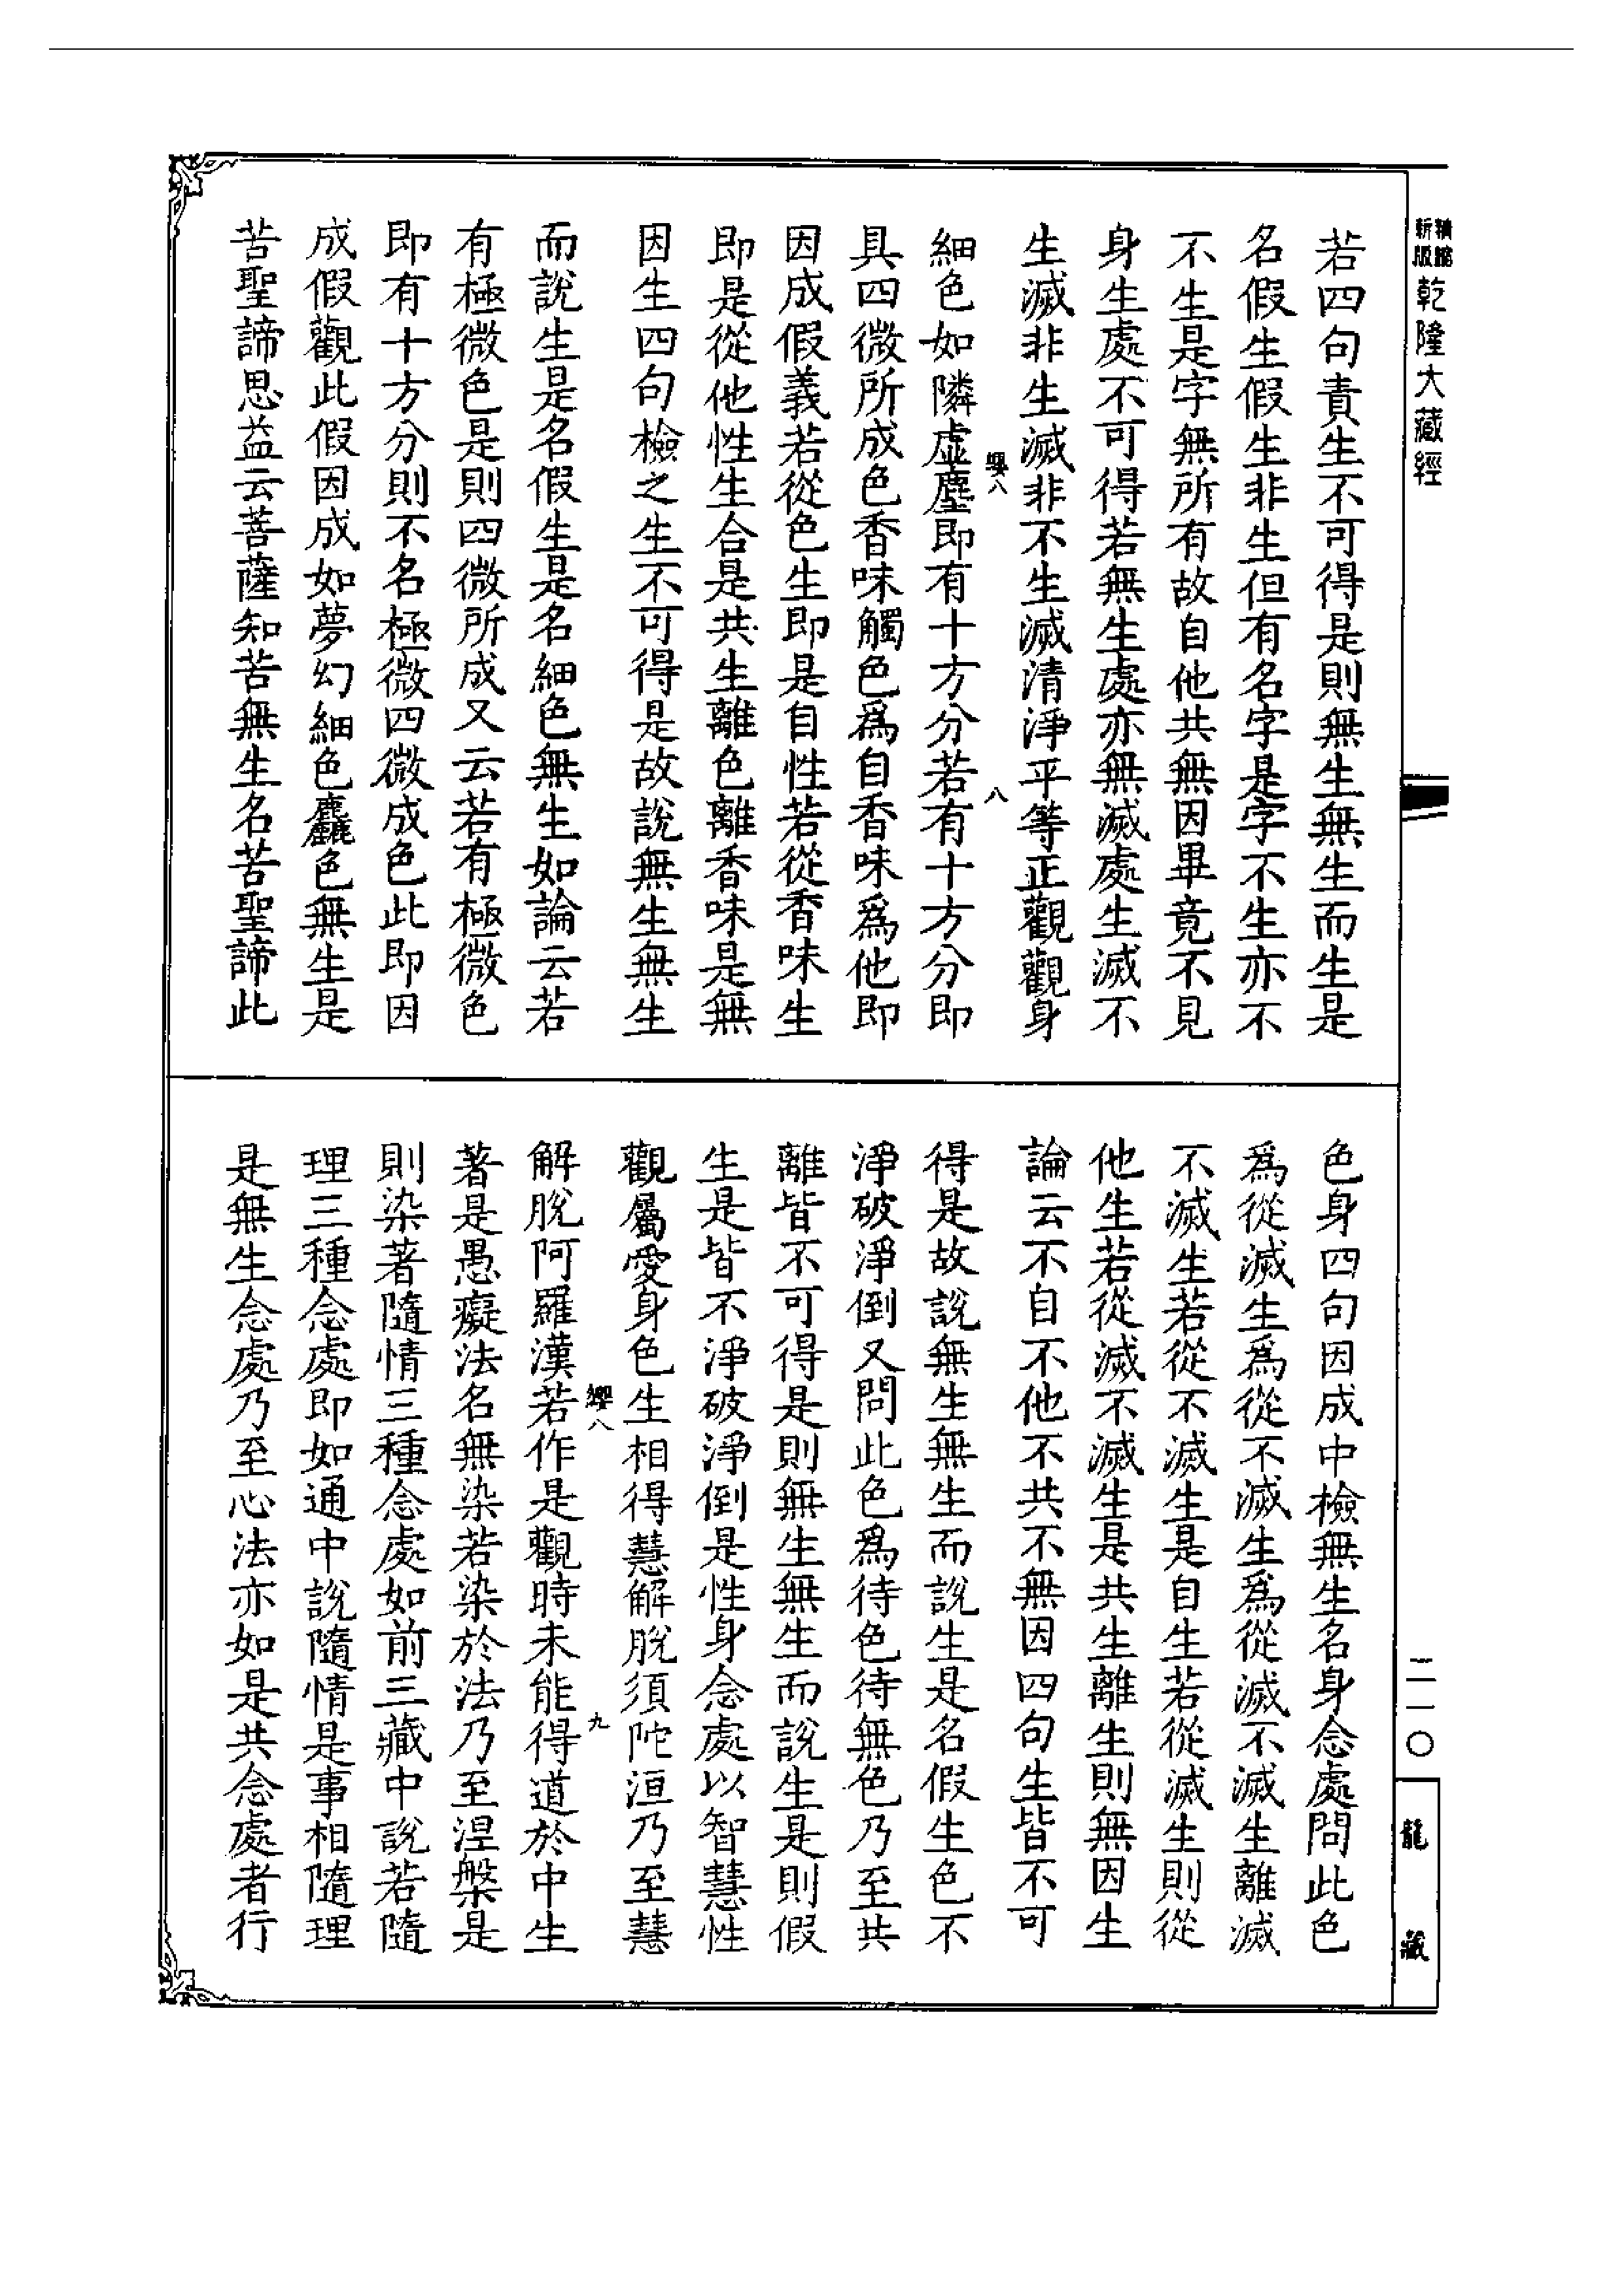 乾隆大藏經
若四句責生不可得是則無生無生而生是
名假生假生非生但有名字是字不生亦不
不生是字無所有故自他共無因畢竟不見
身生處不可得若無生處亦無滅處生滅不
生滅非生滅非不生滅清淨平等正觀觀身
細色如隣虛塵即有十方分若有十方分即
具四微所成色香味觸色爲自香味爲他即
因成假義若從色生即是自性若從香味生
即是從他性生合是共生離色離香味是無
因生四句檢之生不可得是故說無生無生
而說生是名假生是名細色無生如論云若
有極微色是則四微所成又云若有極微色
即有十方分則不名極微四微成色此即因
成假觀此假因成如夢幻細色麤色無生是
苦聖諦思益云菩薩知苦無生名苦聖諦此
色身四句因成中檢無生名身念處問此色
爲從滅生爲從不滅生爲從滅不滅生離滅
不滅生若從不滅生是自生若從滅生則從
他生若從滅不滅生是共生離生則無因生
論云不自不他不共不無因四句生皆不可
得是故說無生無生而說生是名假生色不
淨破淨倒又問此色爲待色待無色乃至共
離皆不可得是則無生無生而說生是則假
生是皆不淨破淨倒是性身念處以智慧性
觀屬愛身色生相得慧解脫須陀洹乃至慧
解脫阿羅漢若作是觀時未能得道於中生
著是愚癡法名無染若染於法乃至涅槃是
則染著隨情三種念處如前三藏中說若隨
理三種念處即如通中說隨情是事相隨理
是無生念處乃至心法亦如是共念處者行
二一〇
龍藏